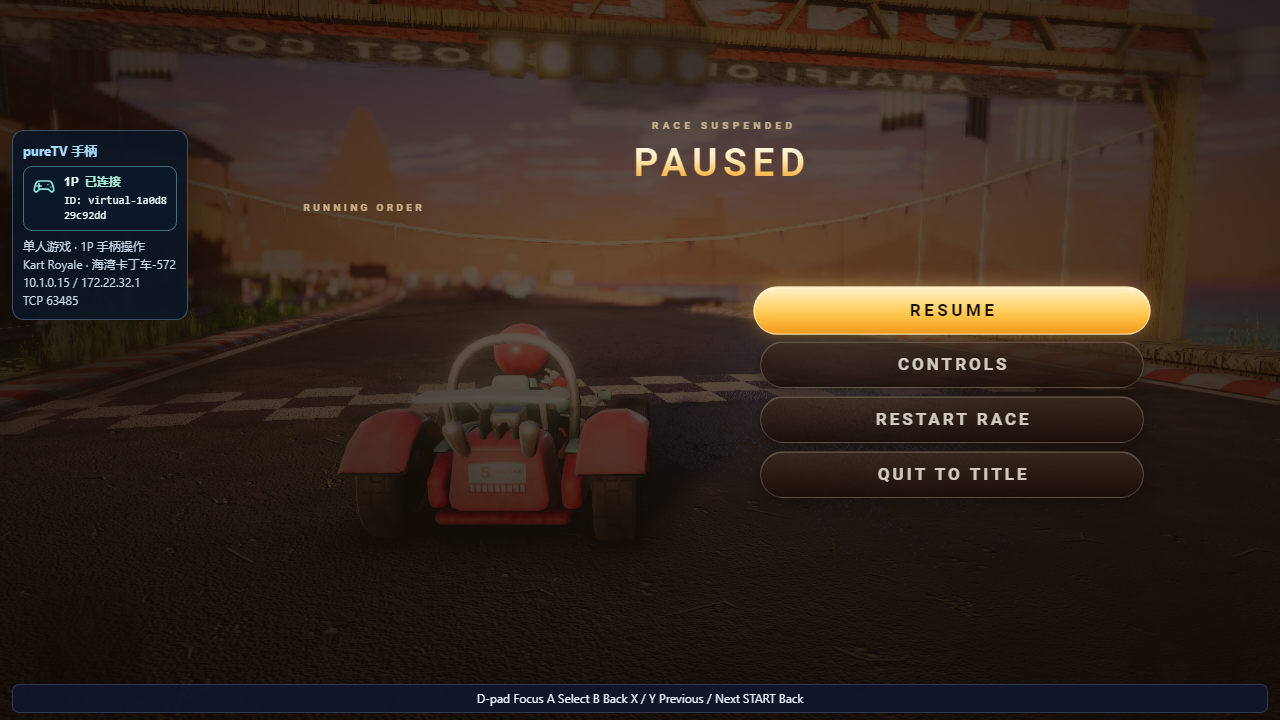 RACE SUSPENDED
PAUSED
pureTV 手柄
1P 已连接
ID: virtual-1a0d8
29c92dd
单人游戏 · 1P 手柄操作
Kart Royale · 海湾卡丁车-572
10.1.0.15 / 172.22.32.1
TCP 63485
RUNNING ORDER
RESUME
CONTROLS
RESTART RACE
QUIT TO TITLE
5
D-pad Focus A Select B Back X / Y Previous / Next START Back